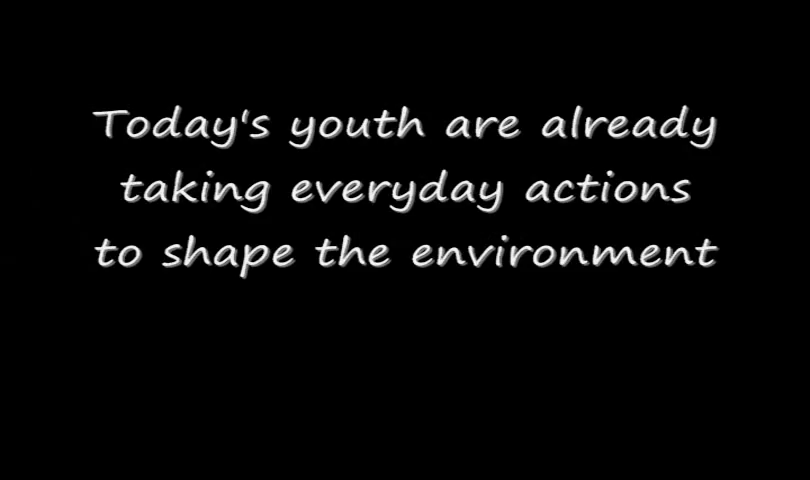 Today's youth are already
taking everyday actions
to shape the environment